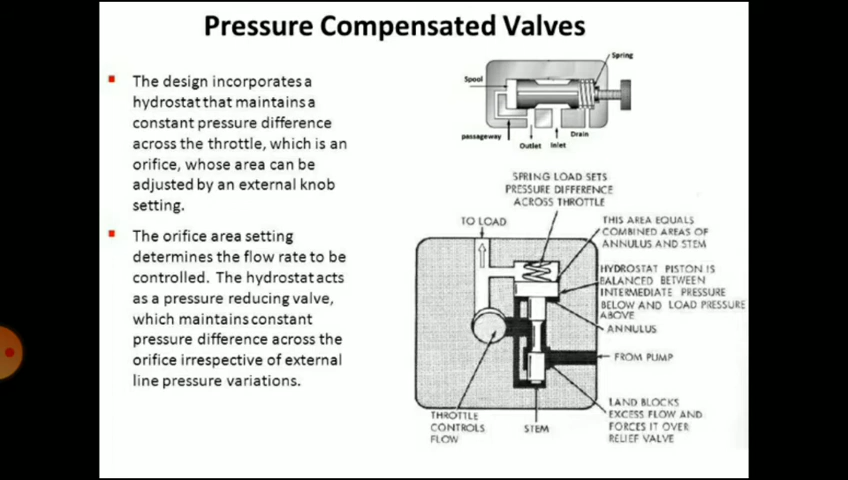 Pressure Compensated Valves
The design incorporates a
hydrostat that maintains a
constant pressure difference
across the throttle, which is an
orifice, whose area can be
adjusted by an external knob
setting.
The orifice area setting
determines the flow rate to be
controlled. The hydrostat acts
as a pressure reducing valve,
which maintains constant
pressure difference across the
orifice irrespective of external
line pressure variations.
Spring
Spool
passageway
Outlet
Inlet
Drain
SPRING LOAD SETS
PRESSURE DIFFERENCE
ACROSS THROTTLE
TO LOAD
THIS AREA EQUALS
COMBINED AREAS OF
ANNULUS AND STEM
HYDROSTAT PISTON IS
BALANCED BETWEEN
INTERMEDIATE PRESSURE
BELOW AND LOAD PRESSURE
ABOVE
ANNULUS
FROM PUMP
LAND BLOCKS
EXCESS FLOW AND
FORCES IT OVER
RELIEF VALVE
THROTTLE
CONTROLS
FLOW
STEM